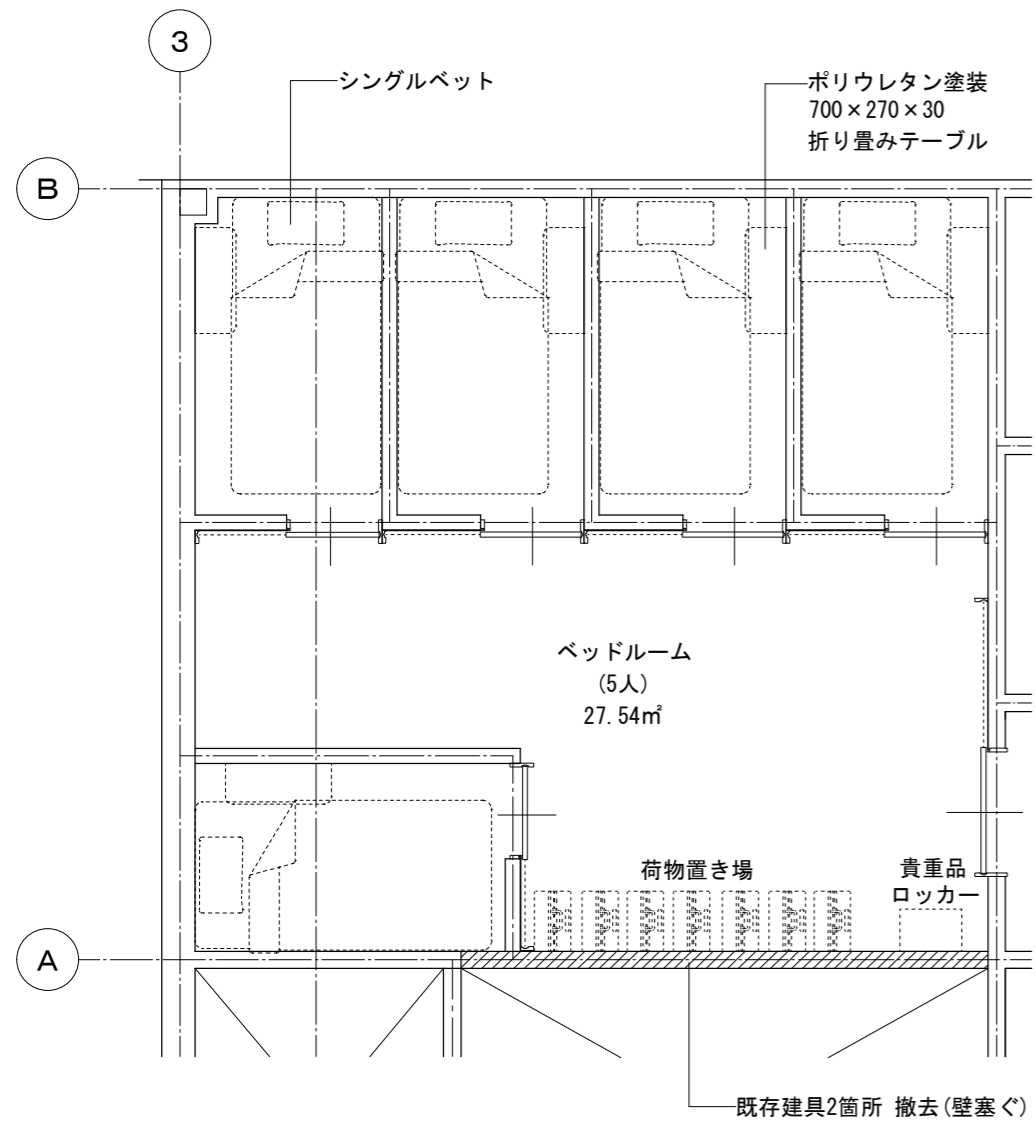 3
シングルベット
ポリウレタン塗装
700×270×30
折り畳みテーブル
B
ベッドルーム
(5人)
27.54㎡
荷物置き場
貴重品
ロッカー
A
既存建具2箇所 撤去(壁塞ぐ)